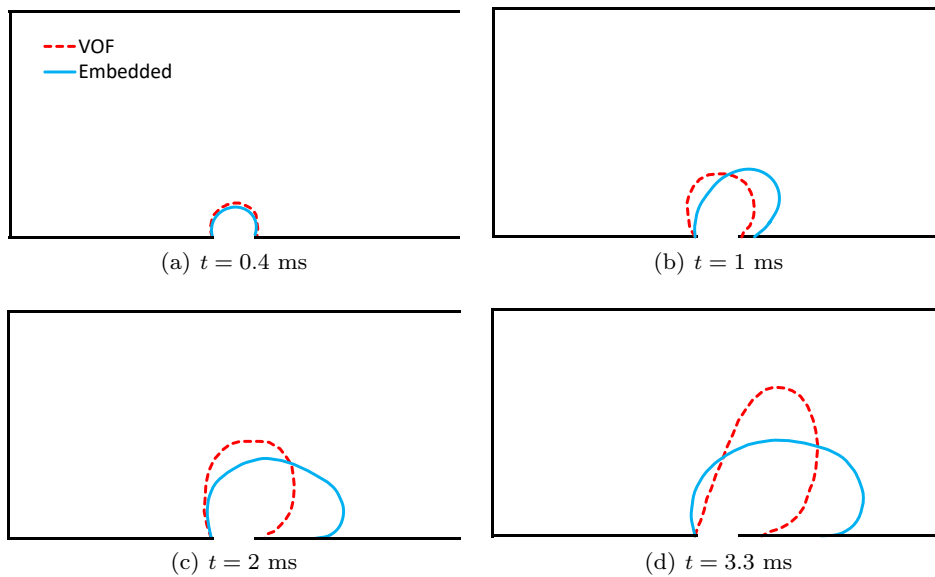 VOF
Embedded
(a) t = 0.4 ms
(b) t = 1 ms
(c) t = 2 ms
(d) t = 3.3 ms